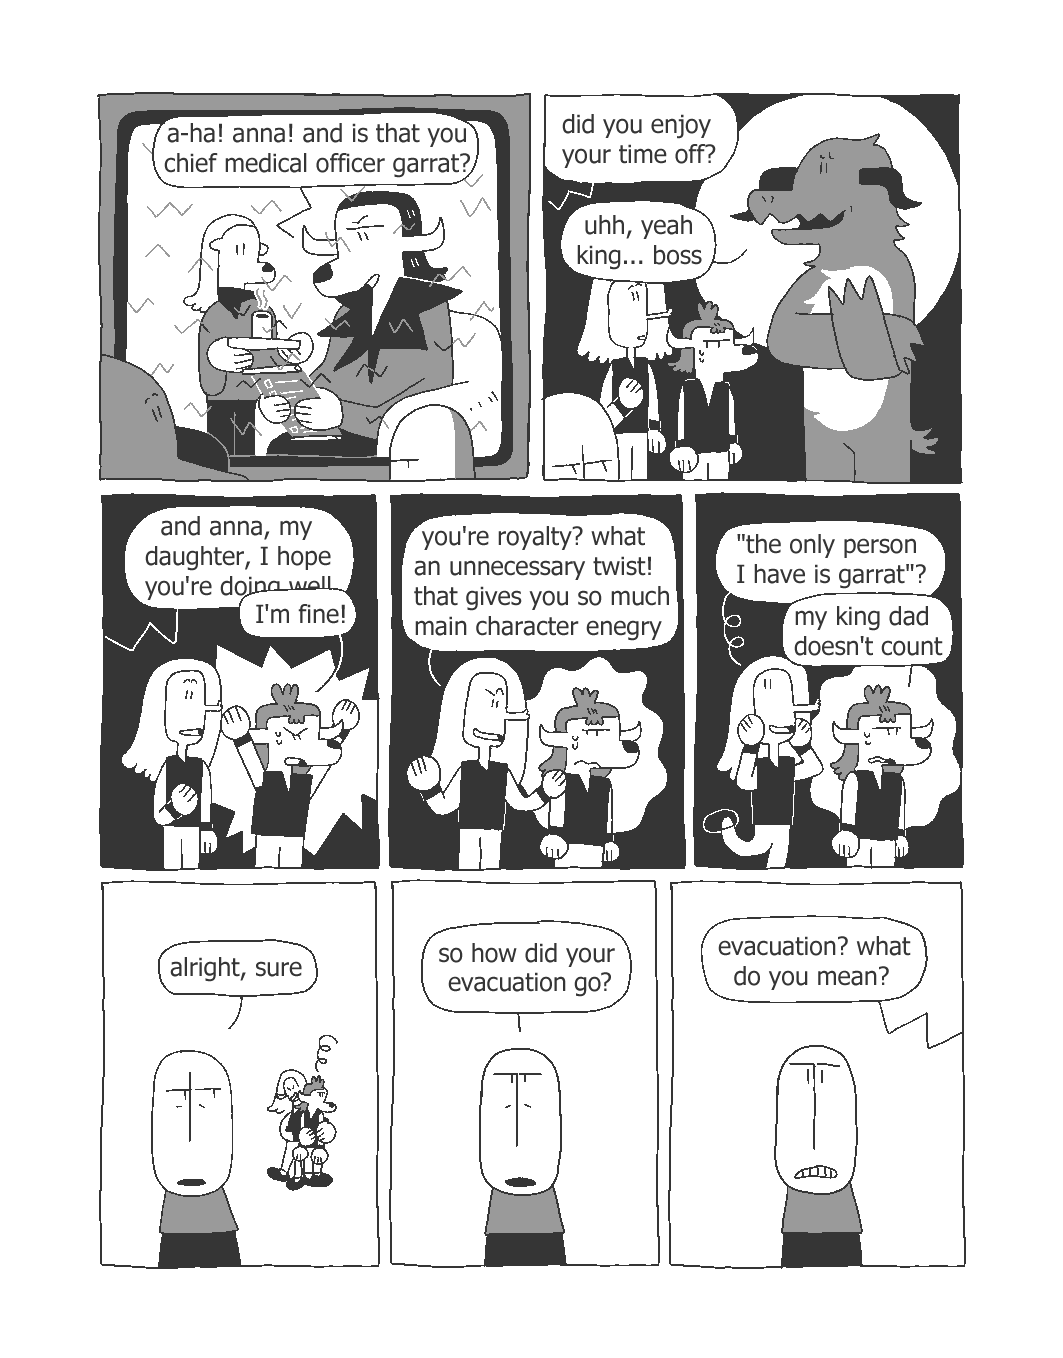 a-ha! anna! and is that you
chief medical officer garrat?
did you enjoy
your time off?
uhh, yeah
king... boss
and anna, my
daughter, I hope
you're doing well
I'm fine!
you're royalty? what
an unnecessary twist!
that gives you so much
main character enegry
"the only person
I have is garrat"?
my king dad
doesn't count
alright, sure
so how did your
evacuation go?
evacuation? what
do you mean?